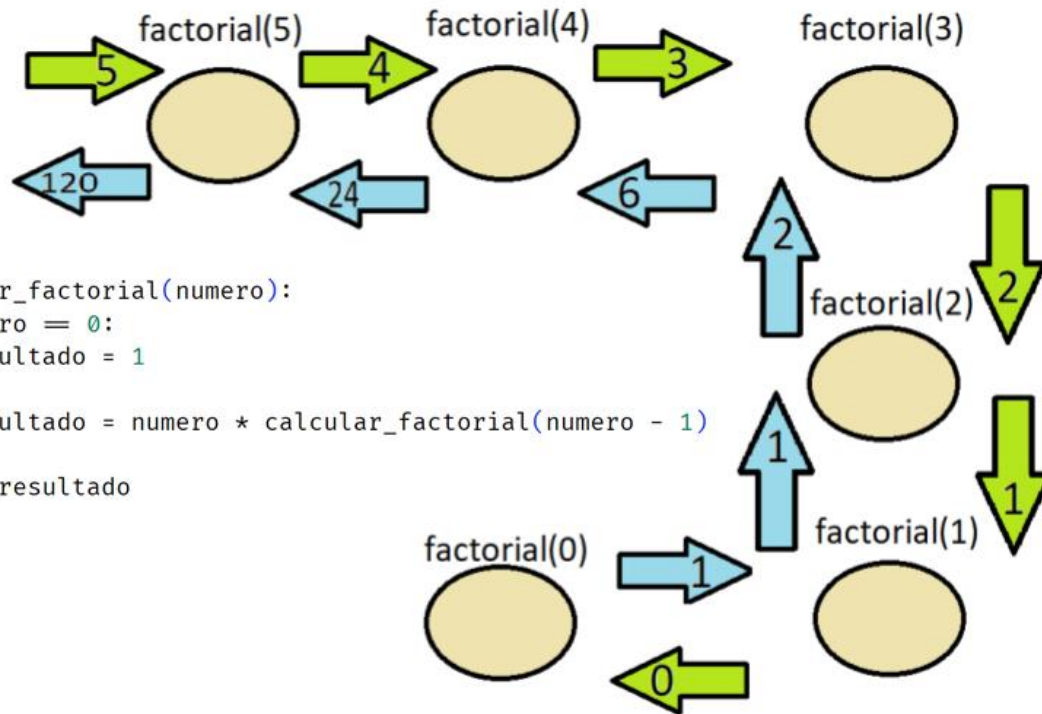 factorial(5)
factorial(4)
factorial(3)
5
4
3
120
24
6
2
2
r_factorial(numero):
ro == 0:
ultado = 1
ultado = numero * calcular_factorial(numero - 1)
resultado
factorial(2)
1
1
factorial(1)
factorial(0)
1
0